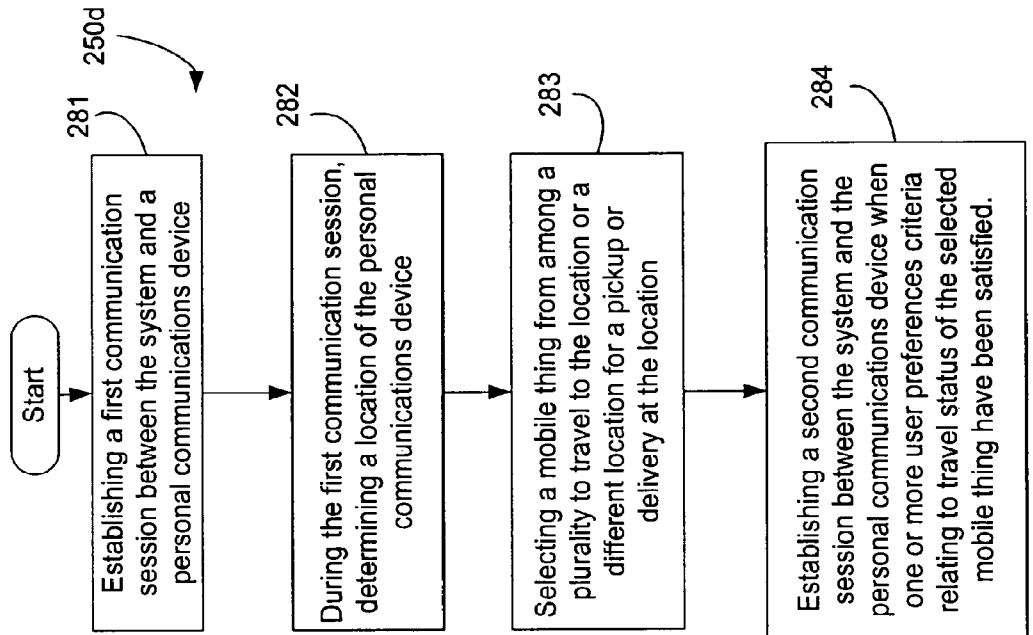 Start
250d
281
Establishing a first communication
session between the system and a
personal communications device
282
During the first communication session,
determining a location of the personal
communications device
283
Selecting a mobile thing from among a
plurality to travel to the location or a
different location for a pickup or
delivery at the location
284
Establishing a second communication
session between the system and the
personal communications device when
one or more user preferences criteria
relating to travel status of the selected
mobile thing have been satisfied.